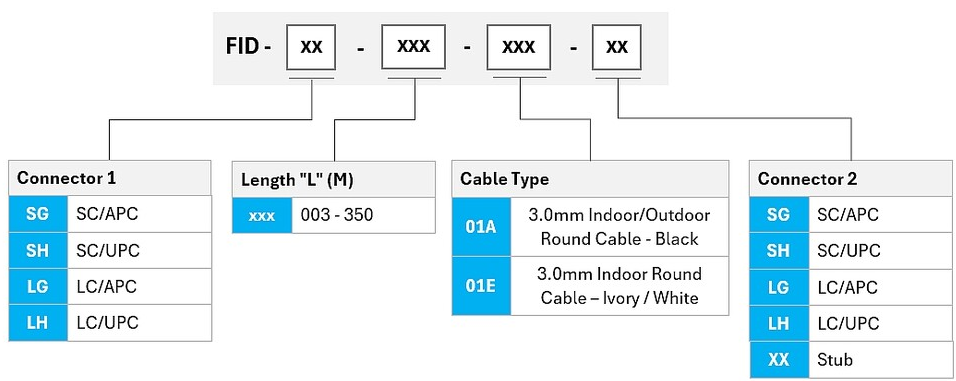 FID - XX - XXX - XXX - XX
Connector 1
SG SC/APC
SH SC/UPC
LG LC/APC
LH LC/UPC
Length "L" (M)
xxx 003 - 350
Cable Type
01A 3.0mm Indoor/Outdoor
Round Cable - Black
01E 3.0mm Indoor Round
Cable – Ivory / White
Connector 2
SG SC/APC
SH SC/UPC
LG LC/APC
LH LC/UPC
XX Stub